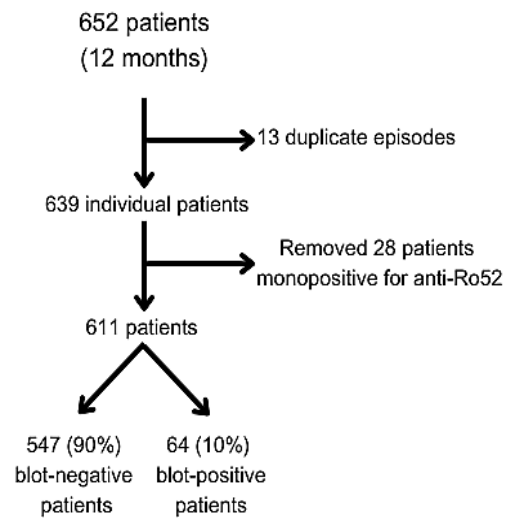 652 patients
(12 months)
13 duplicate episodes
639 individual patients
Removed 28 patients
monopositive for anti-Ro52
611 patients
547 (90%)
blot-negative
patients
64 (10%)
blot-positive
patients